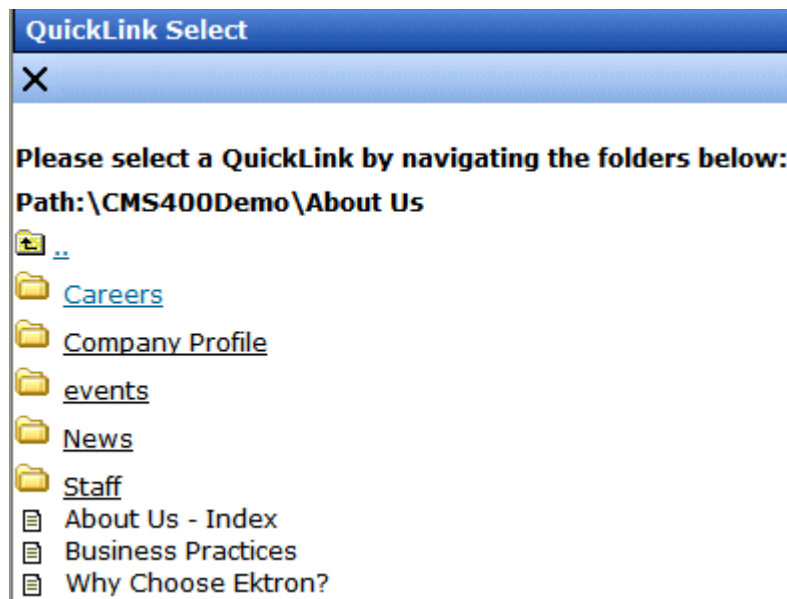 QuickLink Select
Please select a QuickLink by navigating the folders below:
Path:\CMS400Demo\About Us
..
Careers
Company Profile
events
News
Staff
About Us - Index
Business Practices
Why Choose Ektron?